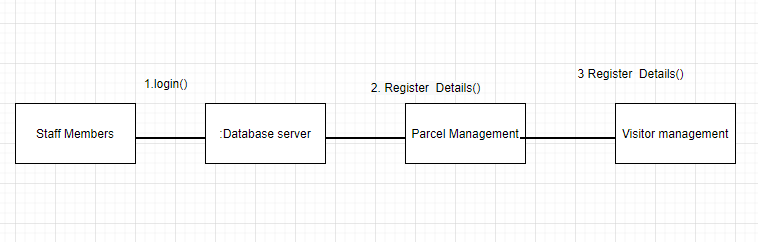 3 Register Details()
1.login()
2. Register Details()
Staff Members
:Database server
Parcel Management
Visitor management